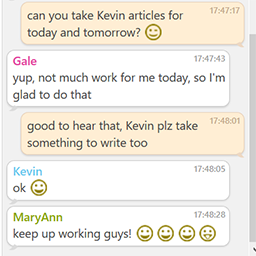 17:47:17
can you take Kevin articles for
today and tomorrow?
Gale 17:47:43
yup, not much work for me today, so I'm
glad to do that
17:48:01
good to hear that, Kevin plz take
something to write too
Kevin 17:48:05
ok
MaryAnn 17:48:28
keep up working guys!